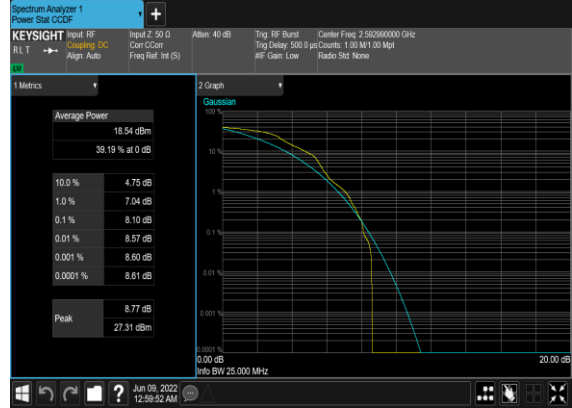 Spectrum Analyzer 1
Power Stat CCDF
+
KEYSIGHT
RLT
LXI
Input: RF
Coupling: DC
Align: Auto
Input Z: 50 Ω
Corr CCorr
Freq Ref: Int (S)
Atten: 40 dB
Trig: RF Burst
Trig Delay: 500.0 µs
#IF Gain: Low
Center Freq: 2.592990000 GHz
Counts: 1.00 M/1.00 Mpt
Radio Std: None
1 Metrics
Average Power
18.54 dBm
39.19 % at 0 dB
10.0 % 4.75 dB
1.0 % 7.04 dB
0.1 % 8.10 dB
0.01 % 8.57 dB
0.001 % 8.60 dB
0.0001 % 8.61 dB
Peak
8.77 dB
27.31 dBm
2 Graph
Gaussian
100 %
10 %
1 %
0.1 %
0.01 %
0.001 %
0.0001 %
0.00 dB
20.00 dB
Info BW 25.000 MHz
?
Jun 09, 2022
12:59:52 AM